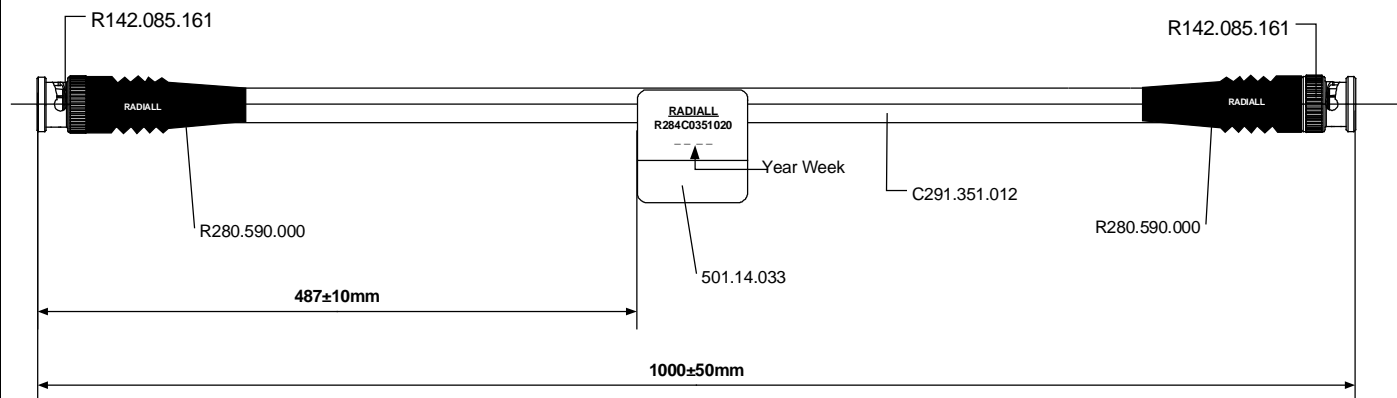 R142.085.161
R142.085.161
RADIALL
RADIALL
RADIALL
R284C0351020
Year Week
C291.351.012
R280.590.000
R280.590.000
501.14.033
487±10mm
1000±50mm